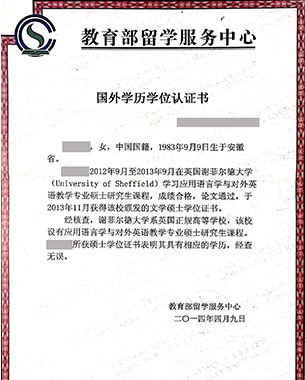 教育部留学服务中心
国外学历学位认证书
，女，中国国籍，1983年9月9日生于安徽
省。
2012年9月至2013年9月在英国谢菲尔德大学
（University of Sheffield）学习应用语言学与对外英
语教学专业硕士研究生课程，成绩合格，论文通过，于
2013年11月获得该校颁发的文学硕士学位证书。
经核查，谢菲尔德大学系英国正规高等学校，该校
设有应用语言学与对外英语教学专业硕士研究生课程。
所获硕士学位证书表明其具有相应的学历，经查
无误。
教育部留学服务中心
二〇一四年四月九日